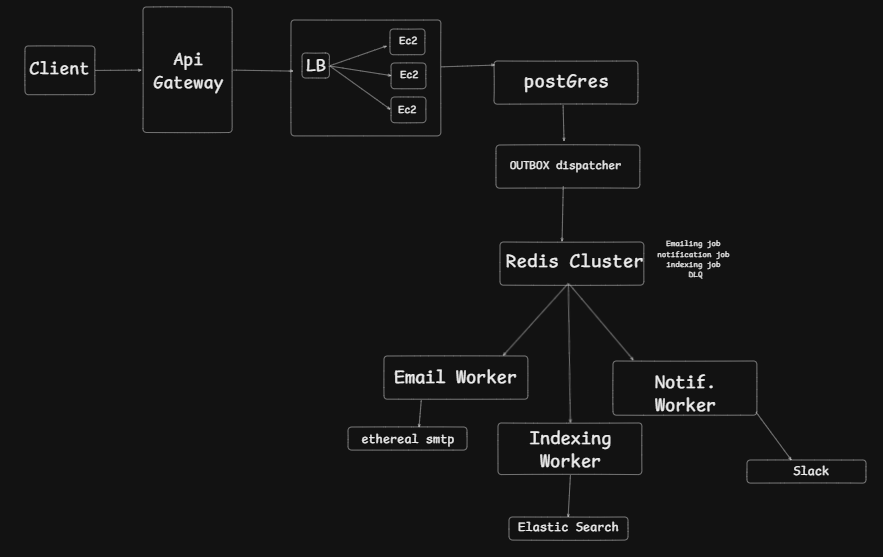 Client
Api
Gateway
LB
Ec2
Ec2
Ec2
postGres
OUTBOX dispatcher
Redis Cluster
Emailing job
notification job
indexing job
DLQ
Email Worker
ethereal smtp
Indexing
Worker
Elastic Search
Notif.
Worker
Slack